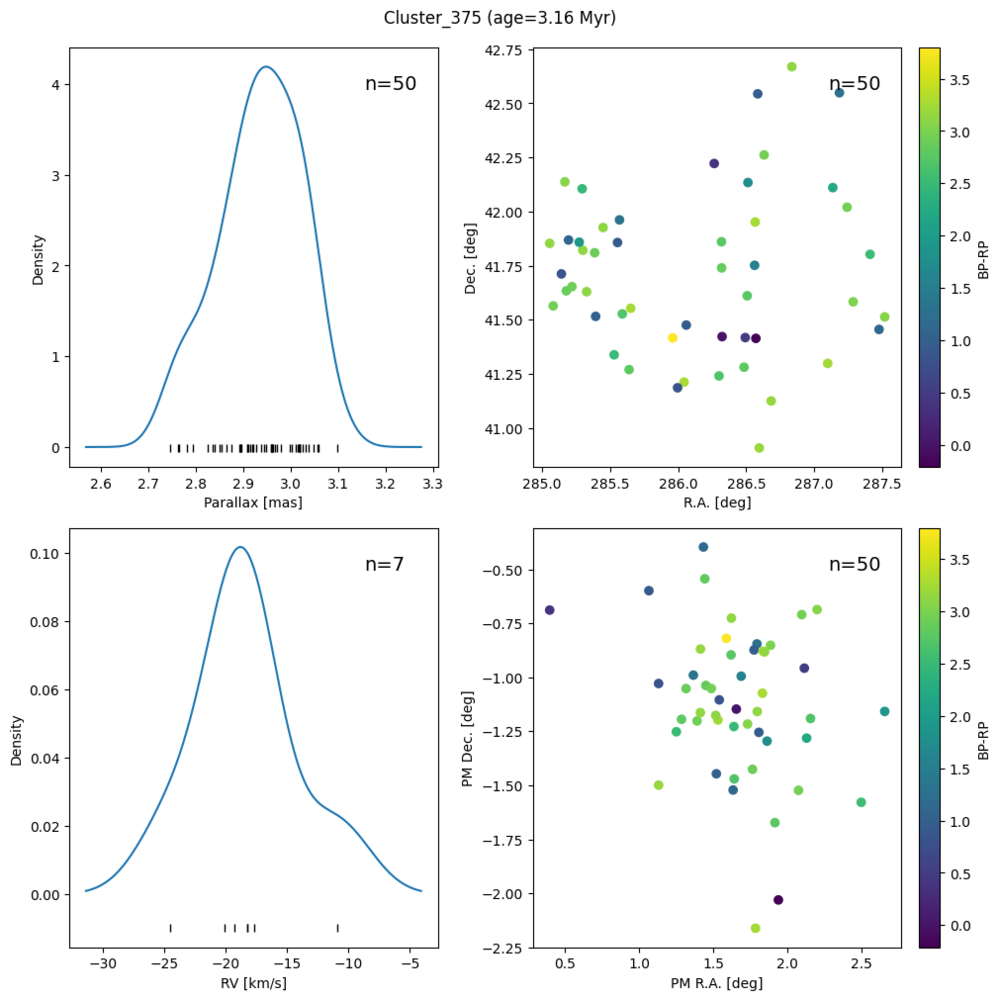 Cluster_375 (age=3.16 Myr)
n=50
Density
4
3
2
1
0
2.6 2.7 2.8 2.9 3.0 3.1 3.2 3.3
Parallax [mas]
n=50
Dec. [deg]
42.75
42.50
42.25
42.00
41.75
41.50
41.25
41.00
285.0 285.5 286.0 286.5 287.0 287.5
R.A. [deg]
3.5
3.0
2.5
2.0
1.5
1.0
0.5
0.0
BP-RP
n=7
Density
0.10
0.08
0.06
0.04
0.02
0.00
−30 −25 −20 −15 −10 −5
RV [km/s]
n=50
PM Dec. [deg]
−0.50
−0.75
−1.00
−1.25
−1.50
−1.75
−2.00
−2.25
0.5 1.0 1.5 2.0 2.5
PM R.A. [deg]
3.5
3.0
2.5
2.0
1.5
1.0
0.5
0.0
BP-RP